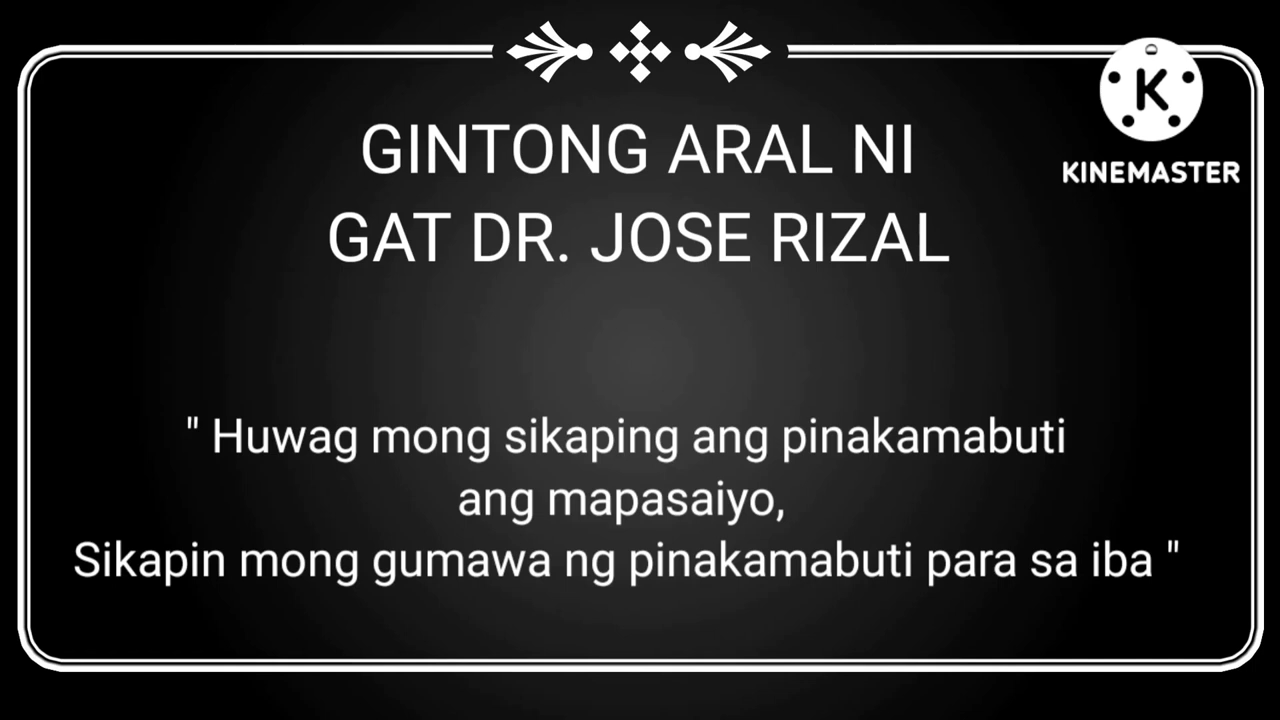 K
KINEMASTER
GINTONG ARAL NI
GAT DR. JOSE RIZAL
" Huwag mong sikaping ang pinakamabuti
ang mapasaiyo,
Sikapin mong gumawa ng pinakamabuti para sa iba "